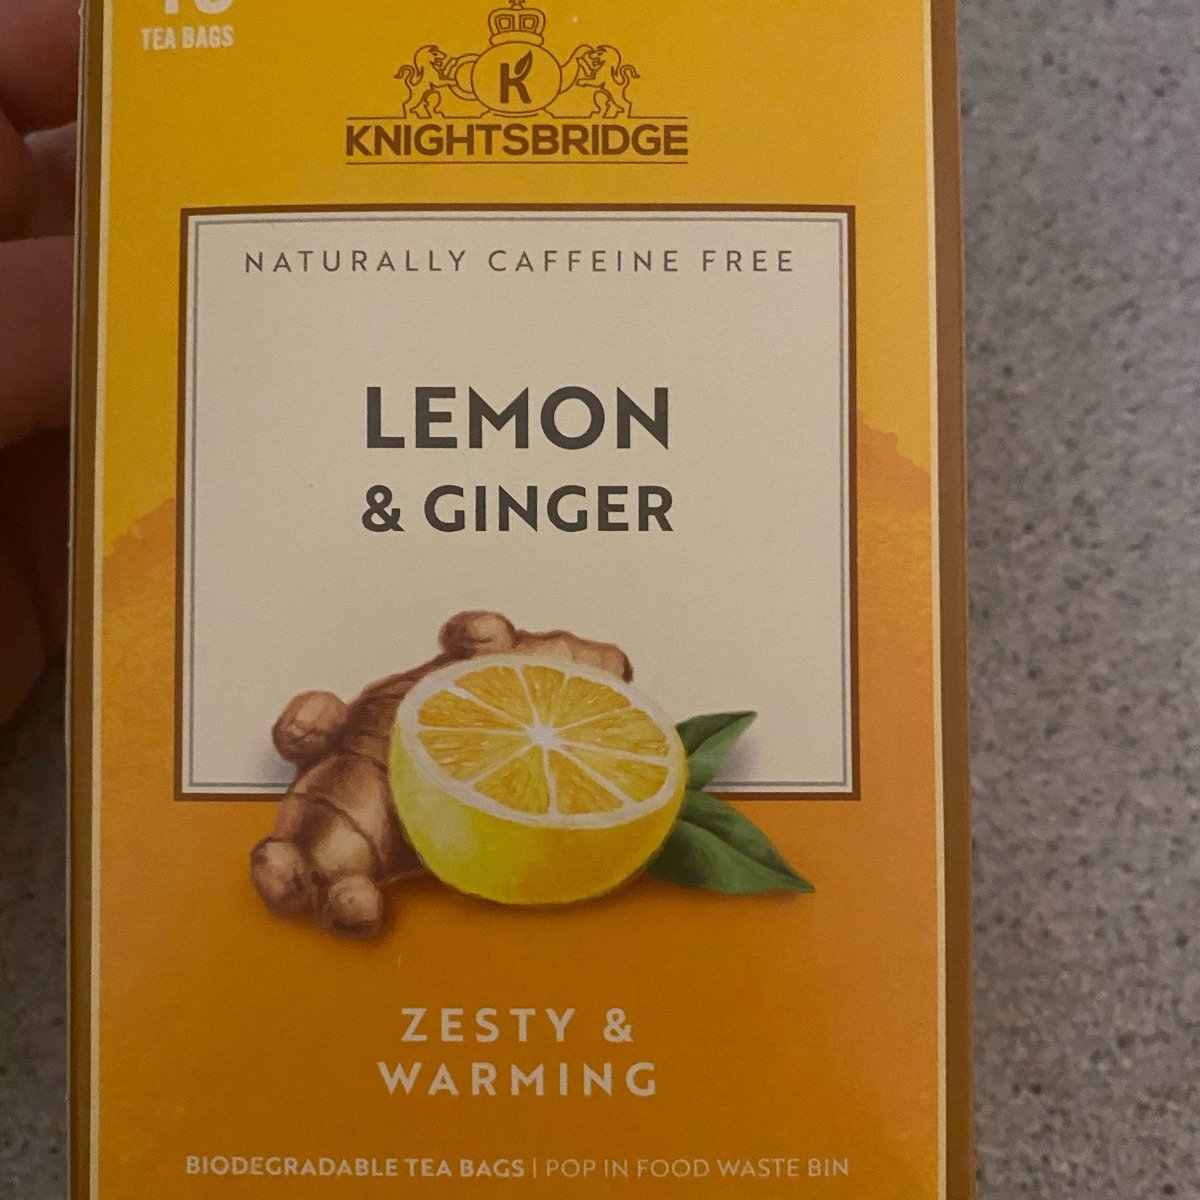 TEA BAGS
K
KNIGHTSBRIDGE
NATURALLY CAFFEINE FREE
LEMON
& GINGER
ZESTY &
WARMING
BIODEGRADABLE TEA BAGS | POP IN FOOD WASTE BIN